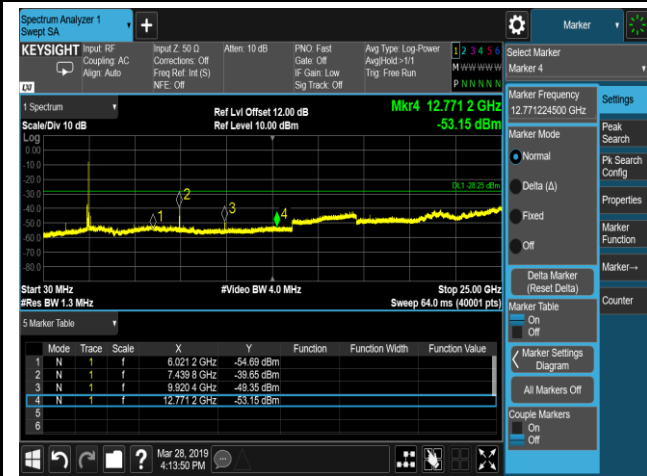 Spectrum Analyzer 1
Swept SA
+
Marker
KEYSIGHT Input: RF Input Z: 50 Ω Atten: 10 dB PNO: Fast Avg Type: Log-Power 1 2 3 4 5 6
Coupling: AC Corrections: Off Gate: Off Avg|Hold:>1/1 M W W W W W
Align: Auto Freq Ref: Int (S) IF Gain: Low Trig: Free Run
NFE: Off Sig Track: Off P N N N N N
LXI
Select Marker
Marker 4
1 Spectrum
Ref Lvl Offset 12.00 dB
Mkr4 12.771 2 GHz
Scale/Div 10 dB
Ref Level 10.00 dBm
-53.15 dBm
Log
0.00
-10.0
-20.0
-30.0
-40.0
-50.0
-60.0
-70.0
-80.0
DL1 -28.25 dBm
1
2
3
4
Start 30 MHz #Video BW 4.0 MHz Stop 25.00 GHz
#Res BW 1.3 MHz Sweep 64.0 ms (40001 pts)
5 Marker Table
Mode Trace Scale X Y Function Function Width Function Value
1 N 1 f 6.021 2 GHz -54.69 dBm
2 N 1 f 7.439 8 GHz -39.65 dBm
3 N 1 f 9.920 4 GHz -49.35 dBm
4 N 1 f 12.771 2 GHz -53.15 dBm
5
6
?
Mar 28, 2019
4:13:50 PM
Marker Frequency
12.771224500 GHz
Marker Mode
Normal
Delta (Δ)
Fixed
Off
Delta Marker
(Reset Delta)
Marker Table
On
Off
Marker Settings
Diagram
All Markers Off
Couple Markers
On
Off
Settings
Peak
Search
Pk Search
Config
Properties
Marker
Function
Marker→
Counter